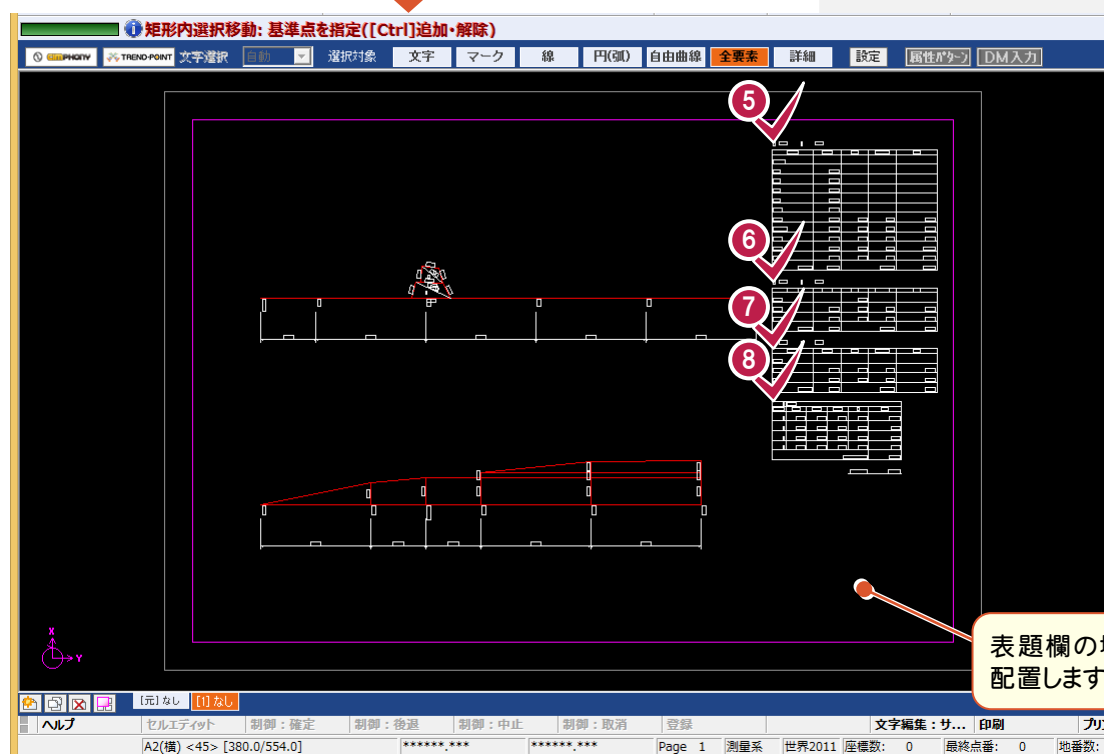 矩形内選択移動: 基準点を指定([Ctrl]追加・解除)
TREND-POINT 文字選択 自動 選択対象 文字 マーク 線 円(弧) 自由曲線 全要素 詳細 設定 属性パターン DM入力
5
6
7
8
X
Y
表題欄の
配置します
[元]なし [1]なし
ヘルプ セルエディット 制御：確定 制御：後退 制御：中止 制御：取消 登録 文字編集：サ... 印刷
A2(横) <45> [380.0/554.0] ******.*** ******.*** Page 1 測量系 世界2011 座標数: 0 最終点番: 0 地番数: